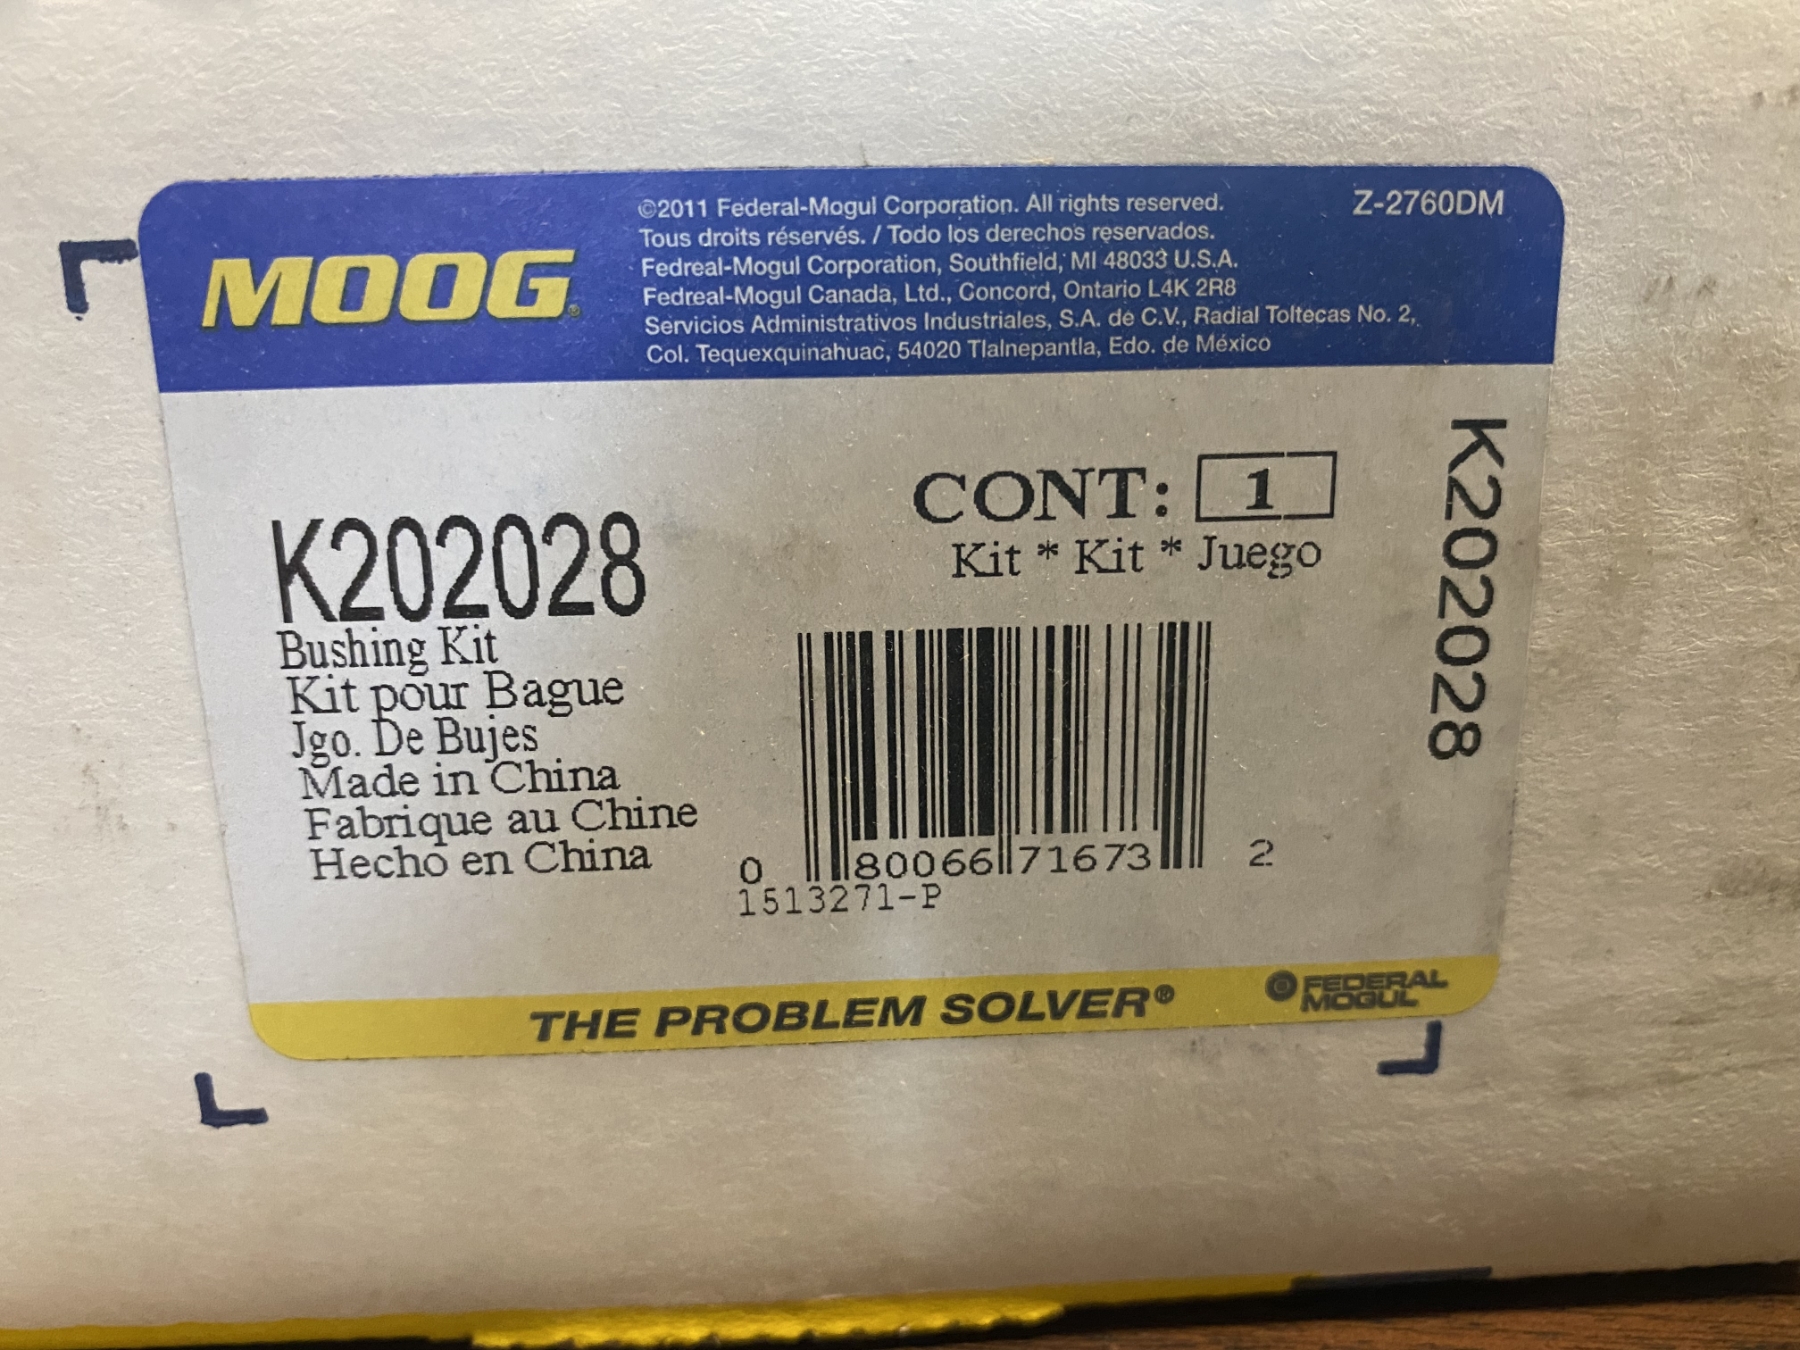 MOOG®
©2011 Federal-Mogul Corporation. All rights reserved.
Tous droits réservés. / Todo los derechos reservados.
Fedreal-Mogul Corporation, Southfield, MI 48033 U.S.A.
Fedreal-Mogul Canada, Ltd., Concord, Ontario L4K 2R8
Servicios Administrativos Industriales, S.A. de C.V., Radial Toltecas No. 2,
Col. Tequexquinahuac, 54020 Tlalnepantla, Edo. de México
Z-2760DM
CONT: 1
Kit * Kit * Juego
K202028
Bushing Kit
Kit pour Bague
Jgo. De Bujes
Made in China
Fabrique au Chine
Hecho en China
0 80066 71673 2
1513271-P
K202028
THE PROBLEM SOLVER®
FEDERAL
MOGUL